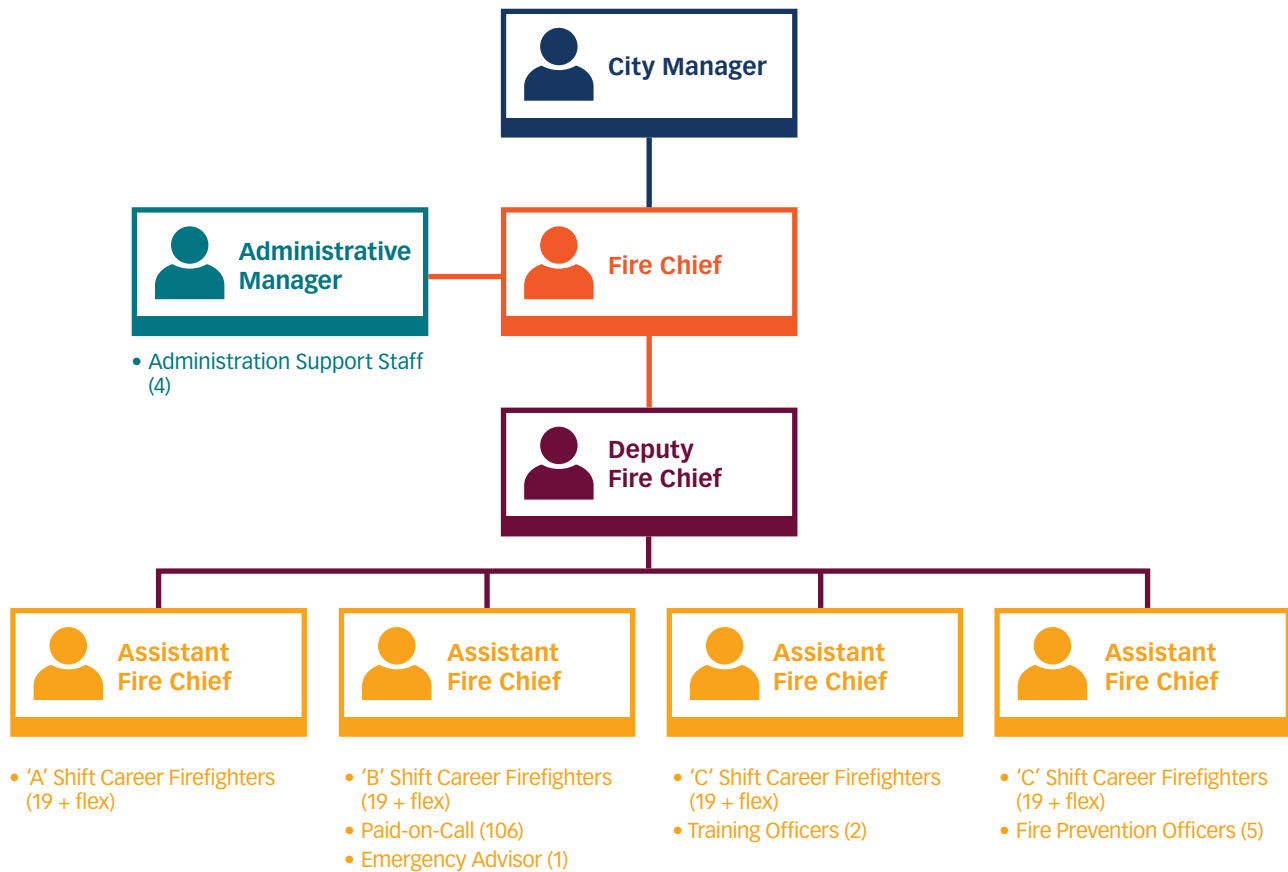 City Manager
Administrative
Manager
• Administration Support Staff
(4)
Fire Chief
Deputy
Fire Chief
Assistant
Fire Chief
• ‘A’ Shift Career Firefighters
(19 + flex)
Assistant
Fire Chief
• ‘B’ Shift Career Firefighters
(19 + flex)
• Paid-on-Call (106)
• Emergency Advisor (1)
Assistant
Fire Chief
• ‘C’ Shift Career Firefighters
(19 + flex)
• Training Officers (2)
Assistant
Fire Chief
• ‘C’ Shift Career Firefighters
(19 + flex)
• Fire Prevention Officers (5)